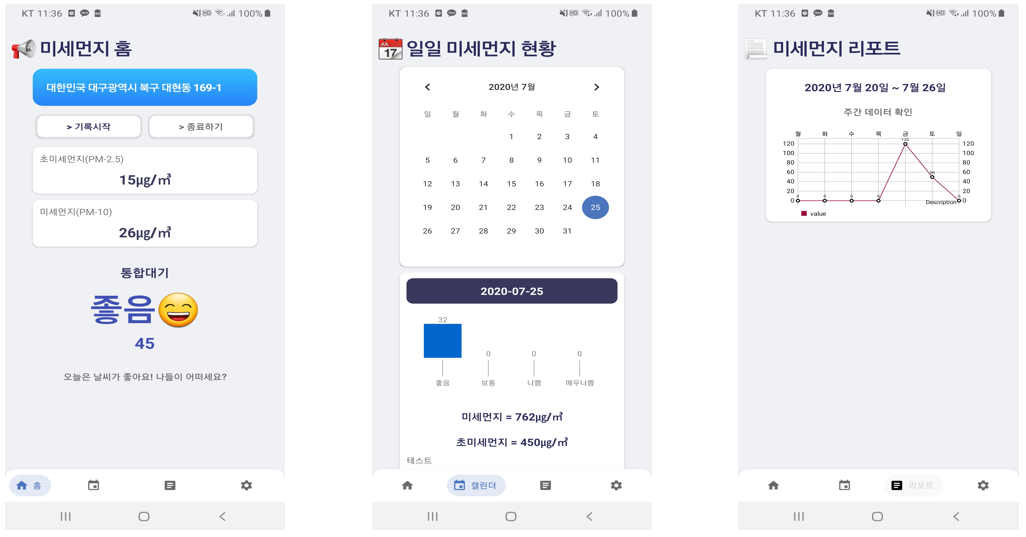 KT 11:36
100%
미세먼지 홈
대한민국 대구광역시 북구 대현동 169-1
> 기록시작
> 종료하기
초미세먼지(PM-2.5)
15µg/㎥
미세먼지(PM-10)
26µg/㎥
통합대기
좋음
45
오늘은 날씨가 좋아요! 나들이 어떠세요?
홈
KT 11:36
100%
JUL
17
일일 미세먼지 현황
2020년 7월
일 월 화 수 목 금 토
1 2 3 4
5 6 7 8 9 10 11
12 13 14 15 16 17 18
19 20 21 22 23 24 25
26 27 28 29 30 31
2020-07-25
32
0 0 0
좋음 보통 나쁨 매우나쁨
미세먼지 = 762µg/㎥
초미세먼지 = 450µg/㎥
테스트
캘린더
KT 11:36
100%
미세먼지 리포트
2020년 7월 20일 ~ 7월 26일
주간 데이터 확인
월 화 수 목 금 토 일
120 120
100 100
80 80
60 60
40 40
20 20
0 0
Description
value
리포트